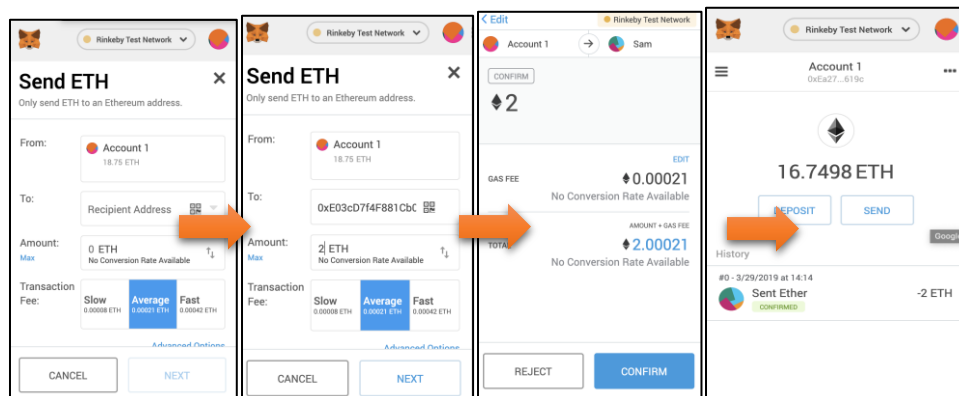 Rinkeby Test Network
Send ETH
Only send ETH to an Ethereum address.
From:
Account 1
18.75 ETH
To:
Recipient Address
Amount:
Max
0 ETH
No Conversion Rate Available
Transaction
Fee:
Slow
0.00008 ETH
Average
0.00021 ETH
Fast
0.00042 ETH
Advanced Options
CANCEL
NEXT
Rinkeby Test Network
Send ETH
Only send ETH to an Ethereum address.
From:
Account 1
18.75 ETH
To:
0xE03cD7f4F881CbC
Amount:
Max
2 ETH
No Conversion Rate Available
Transaction
Fee:
Slow
0.00008 ETH
Average
0.00021 ETH
Fast
0.00042 ETH
Advanced Options
CANCEL
NEXT
< Edit
Rinkeby Test Network
Account 1
Sam
CONFIRM
2
EDIT
GAS FEE
0.00021
No Conversion Rate Available
AMOUNT + GAS FEE
TOTAL
2.00021
No Conversion Rate Available
REJECT
CONFIRM
Rinkeby Test Network
Account 1
0xEa27...619c
16.7498 ETH
DEPOSIT
SEND
Google
History
#0 - 3/29/2019 at 14:14
Sent Ether
-2 ETH
CONFIRMED